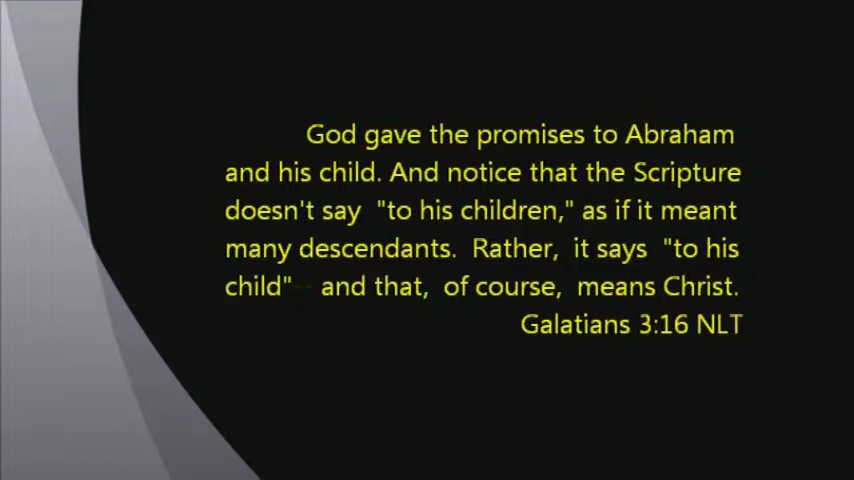 God gave the promises to Abraham
and his child. And notice that the Scripture
doesn't say "to his children," as if it meant
many descendants. Rather, it says "to his
child"-- and that, of course, means Christ.
Galatians 3:16 NLT